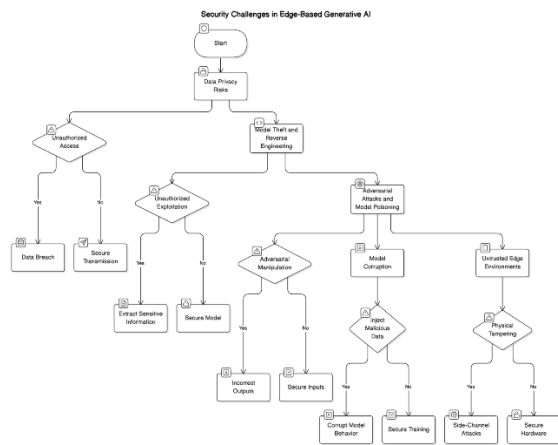 Security Challenges in Edge-Based Generative AI
Start
Data Privacy
Risks
Unauthorized
Access
Model Theft and
Reverse
Engineering
Yes
No
Data Breach
Secure
Transmission
Unauthorized
Exploitation
Adversarial
Attacks and
Model Poisoning
Yes
No
Extract Sensitive
Information
Secure Model
Adversarial
Manipulation
Model
Corruption
Untrusted Edge
Environments
Yes
No
Incorrect
Outputs
Secure Inputs
Inject
Malicious
Data
Physical
Tampering
Yes
No
Yes
No
Corrupt Model
Behavior
Secure Training
Side-Channel
Attacks
Secure
Hardware